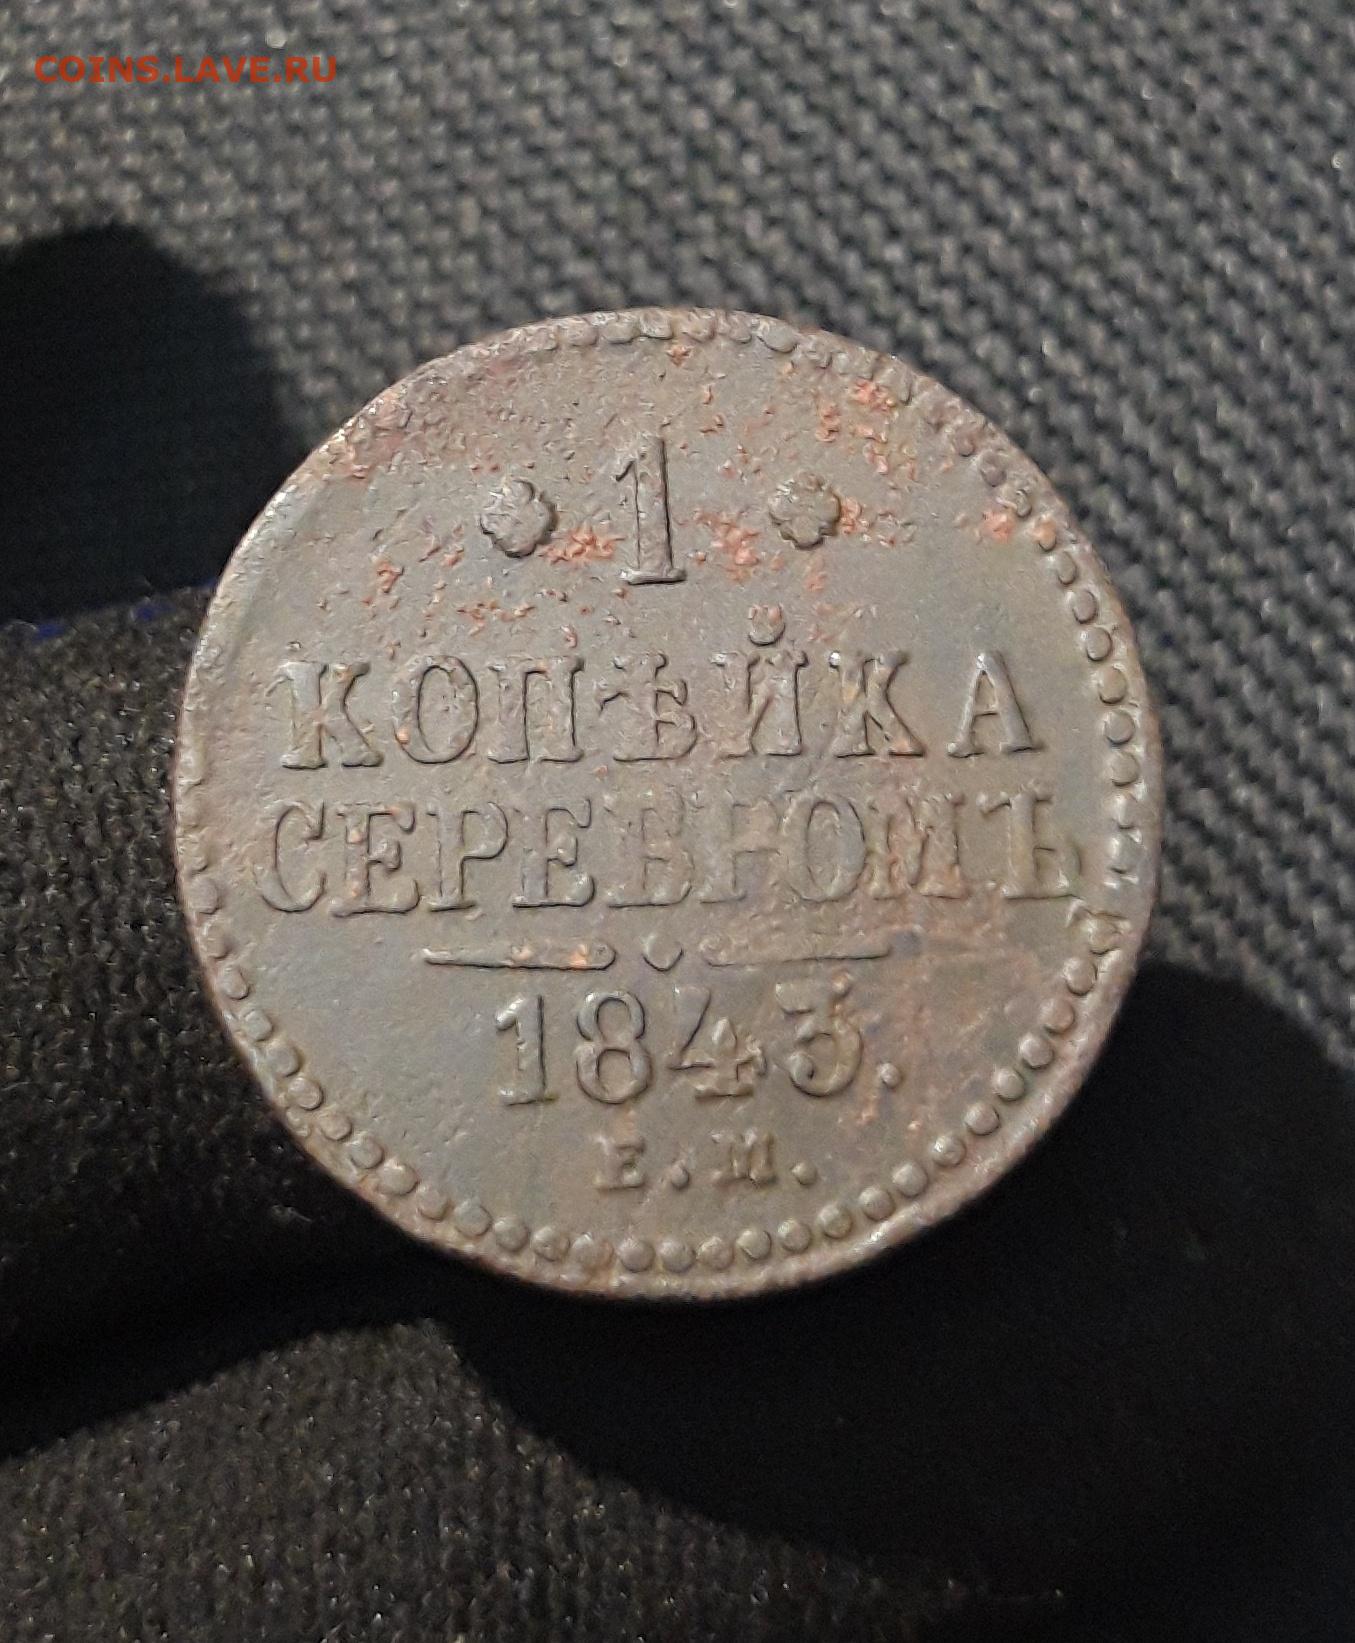 COINS.LAVE.RU
1
КОПѢЙКА
СЕРЕБРОМЪ
1843.
Е.М.